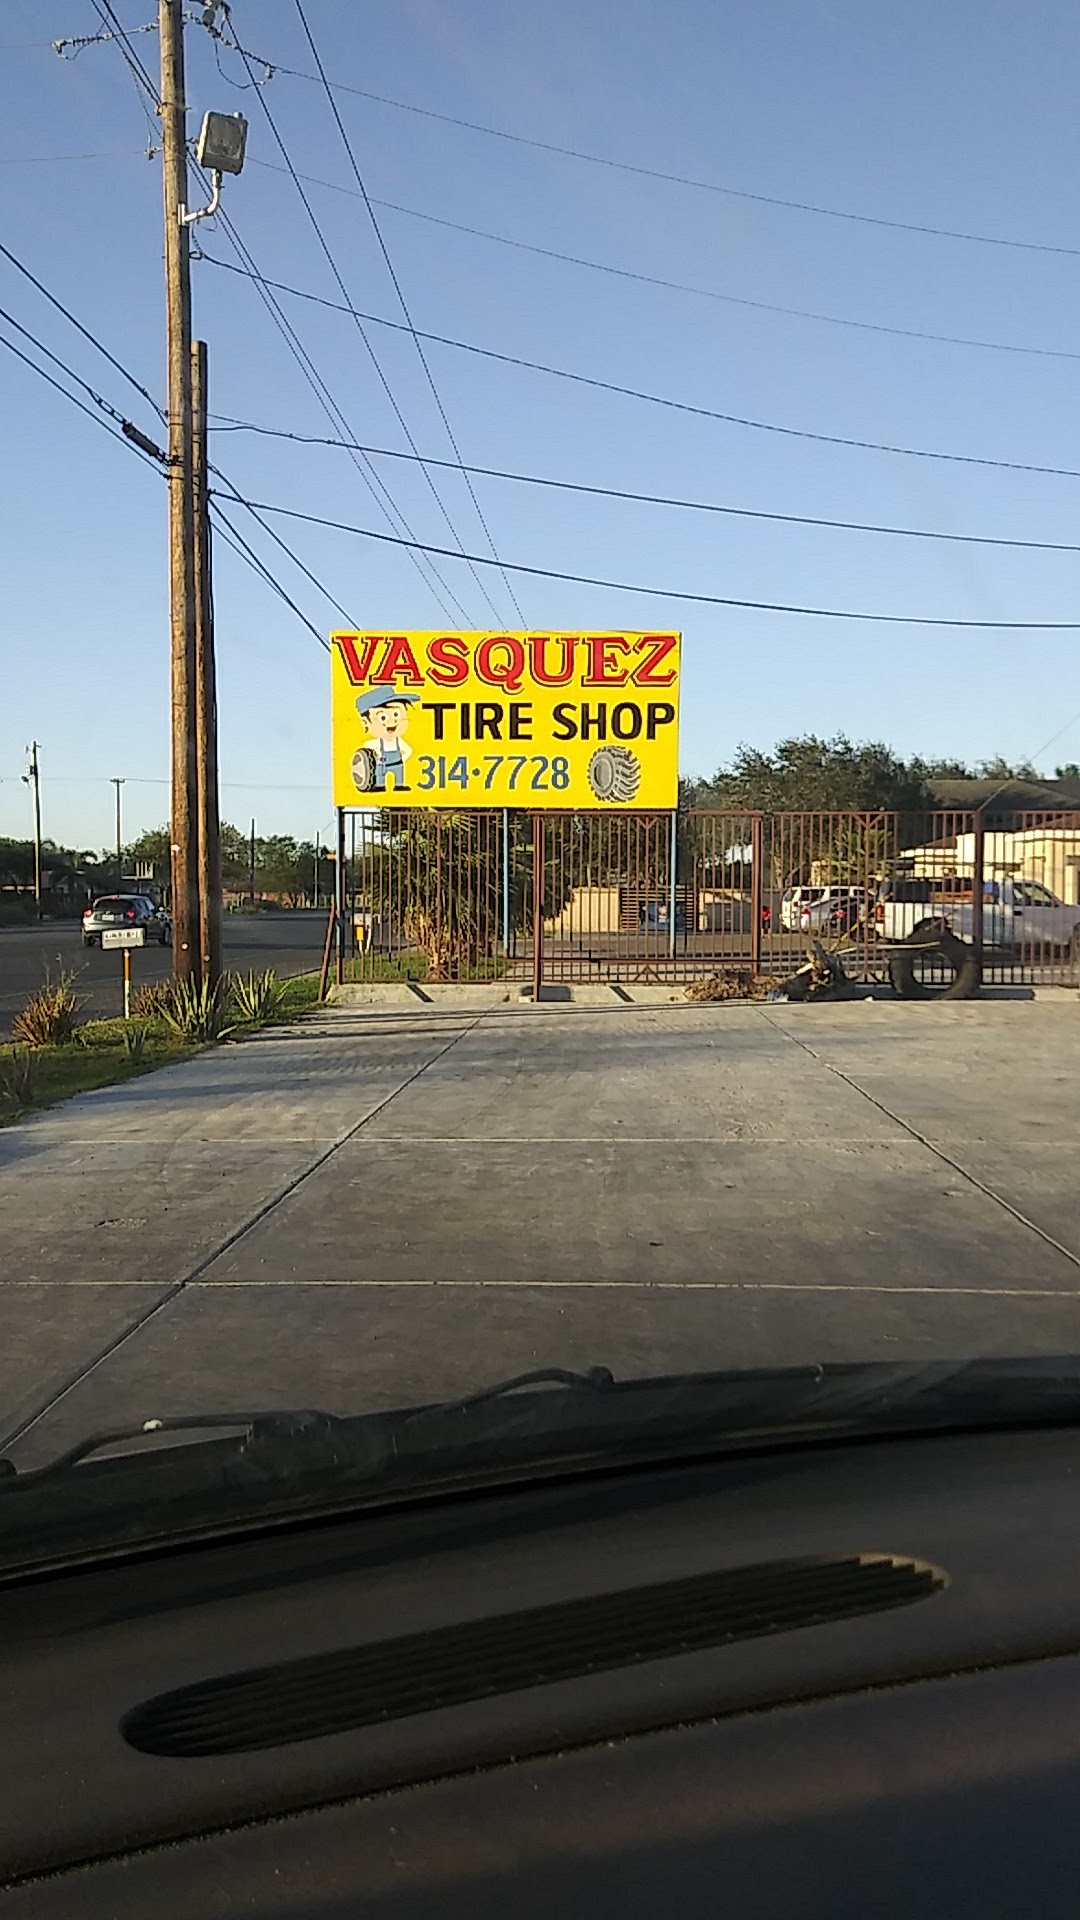 VASQUEZ
TIRE SHOP
314·7728